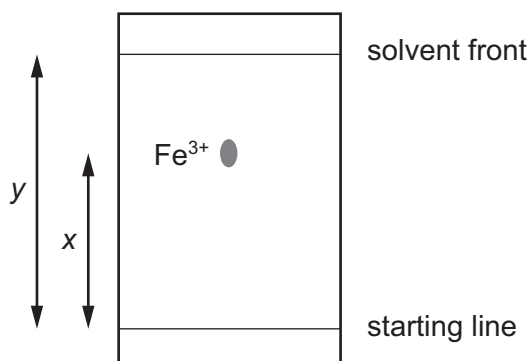 solvent front
Fe³⁺
y
x
starting line